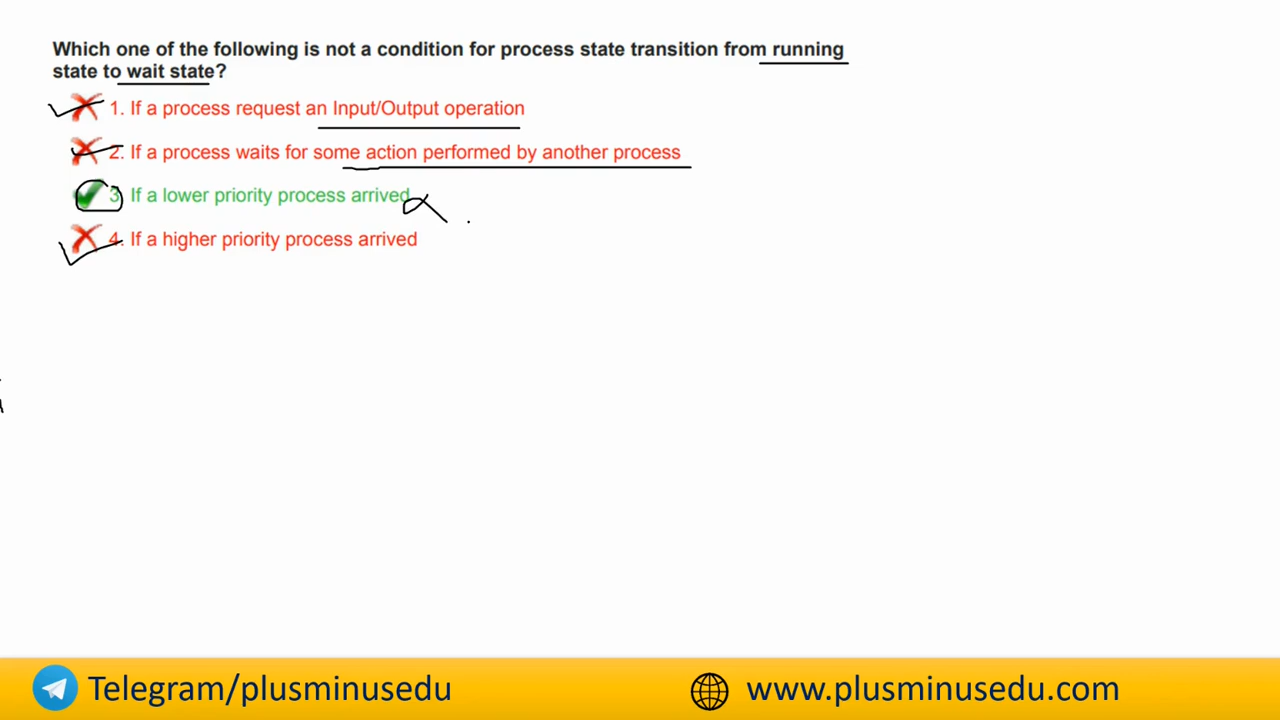 Which one of the following is not a condition for process state transition from running
state to wait state?
1. If a process request an Input/Output operation
2. If a process waits for some action performed by another process
3. If a lower priority process arrived
4. If a higher priority process arrived
Telegram/plusminusedu
www.plusminusedu.com